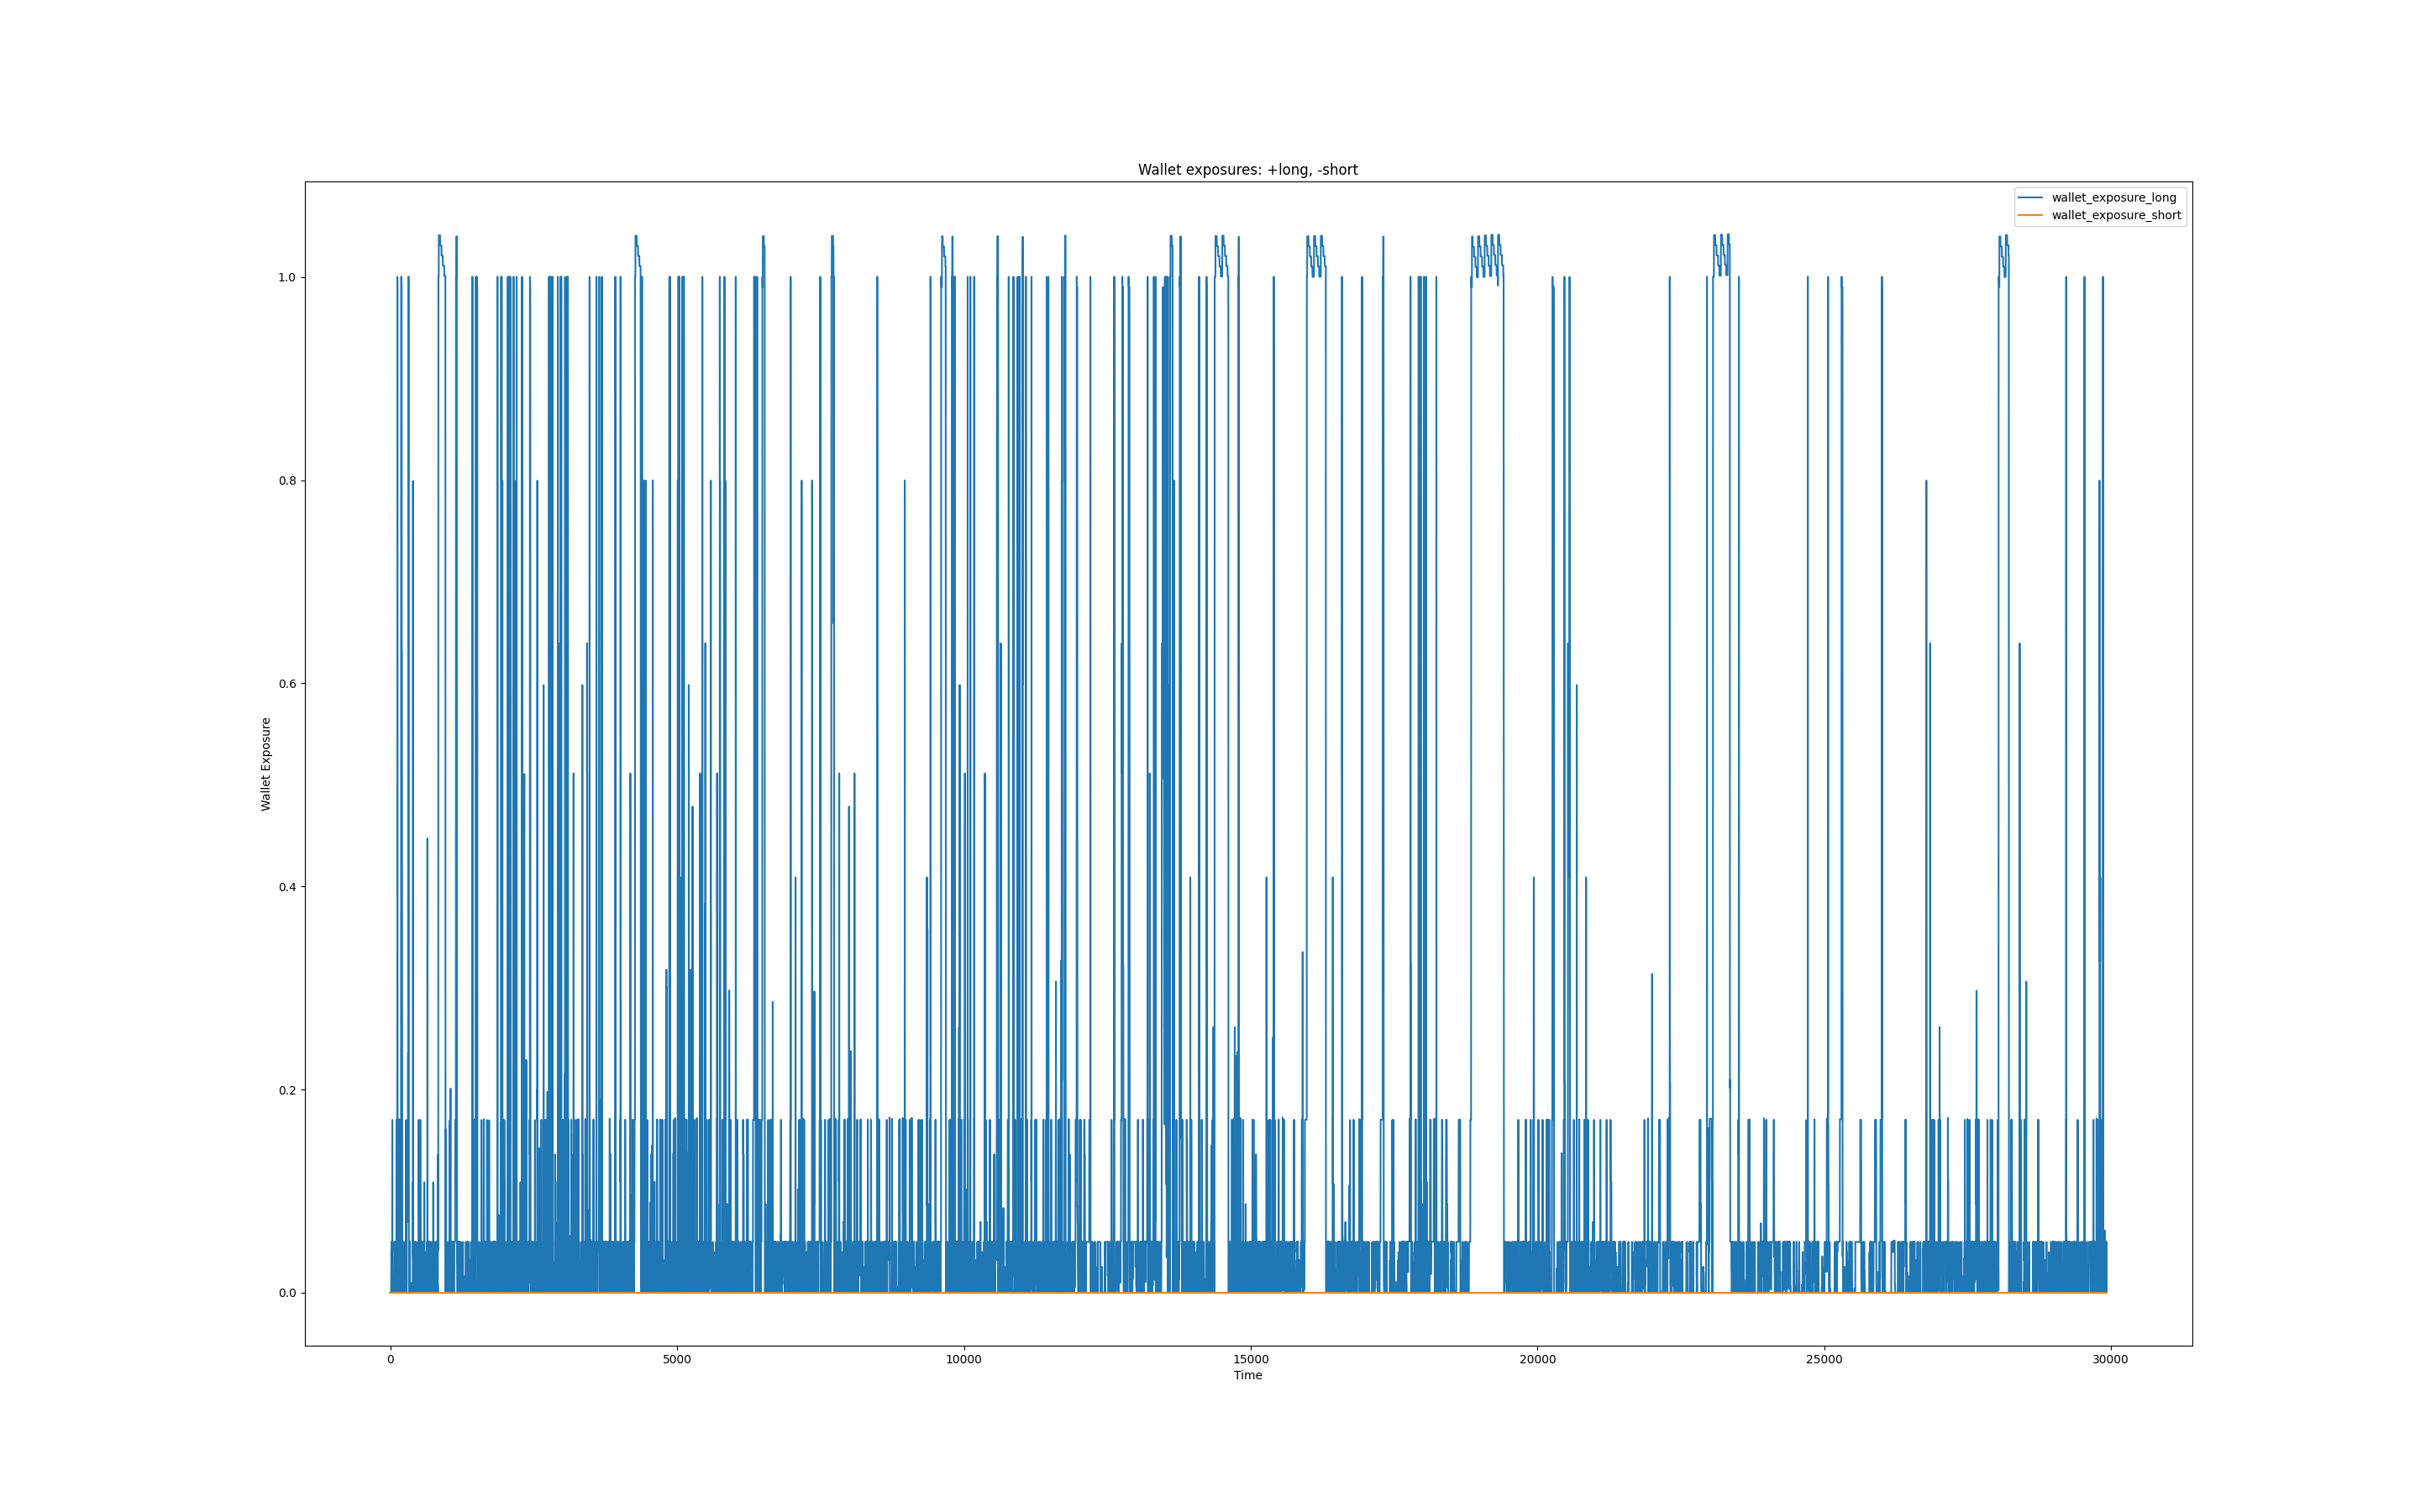 Wallet exposures: +long, -short
wallet_exposure_long
wallet_exposure_short
1.0
0.8
0.6
0.4
0.2
0.0
Wallet Exposure
0 5000 10000 15000 20000 25000 30000
Time